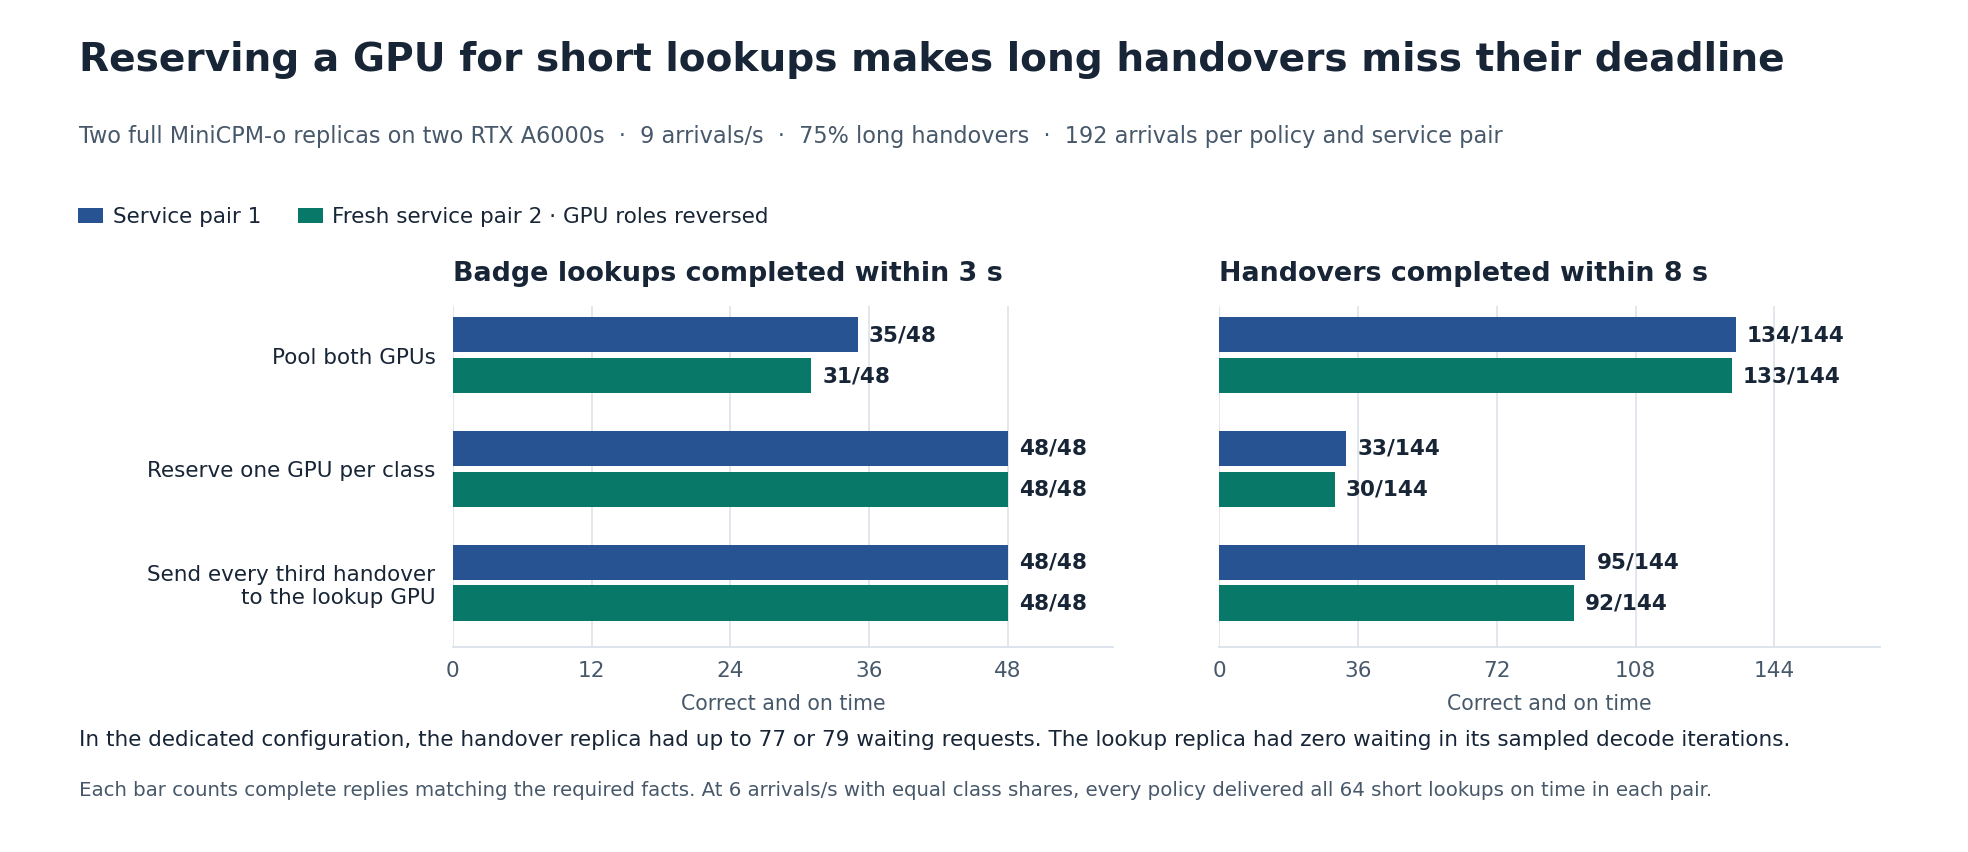 Reserving a GPU for short lookups makes long handovers miss their deadline
Two full MiniCPM-o replicas on two RTX A6000s · 9 arrivals/s · 75% long handovers · 192 arrivals per policy and service pair
Service pair 1
Fresh service pair 2 · GPU roles reversed
Badge lookups completed within 3 s
Handovers completed within 8 s
Pool both GPUs
35/48
31/48
134/144
133/144
Reserve one GPU per class
48/48
48/48
33/144
30/144
Send every third handover
to the lookup GPU
48/48
48/48
95/144
92/144
0 12 24 36 48
0 36 72 108 144
Correct and on time
Correct and on time
In the dedicated configuration, the handover replica had up to 77 or 79 waiting requests. The lookup replica had zero waiting in its sampled decode iterations.
Each bar counts complete replies matching the required facts. At 6 arrivals/s with equal class shares, every policy delivered all 64 short lookups on time in each pair.